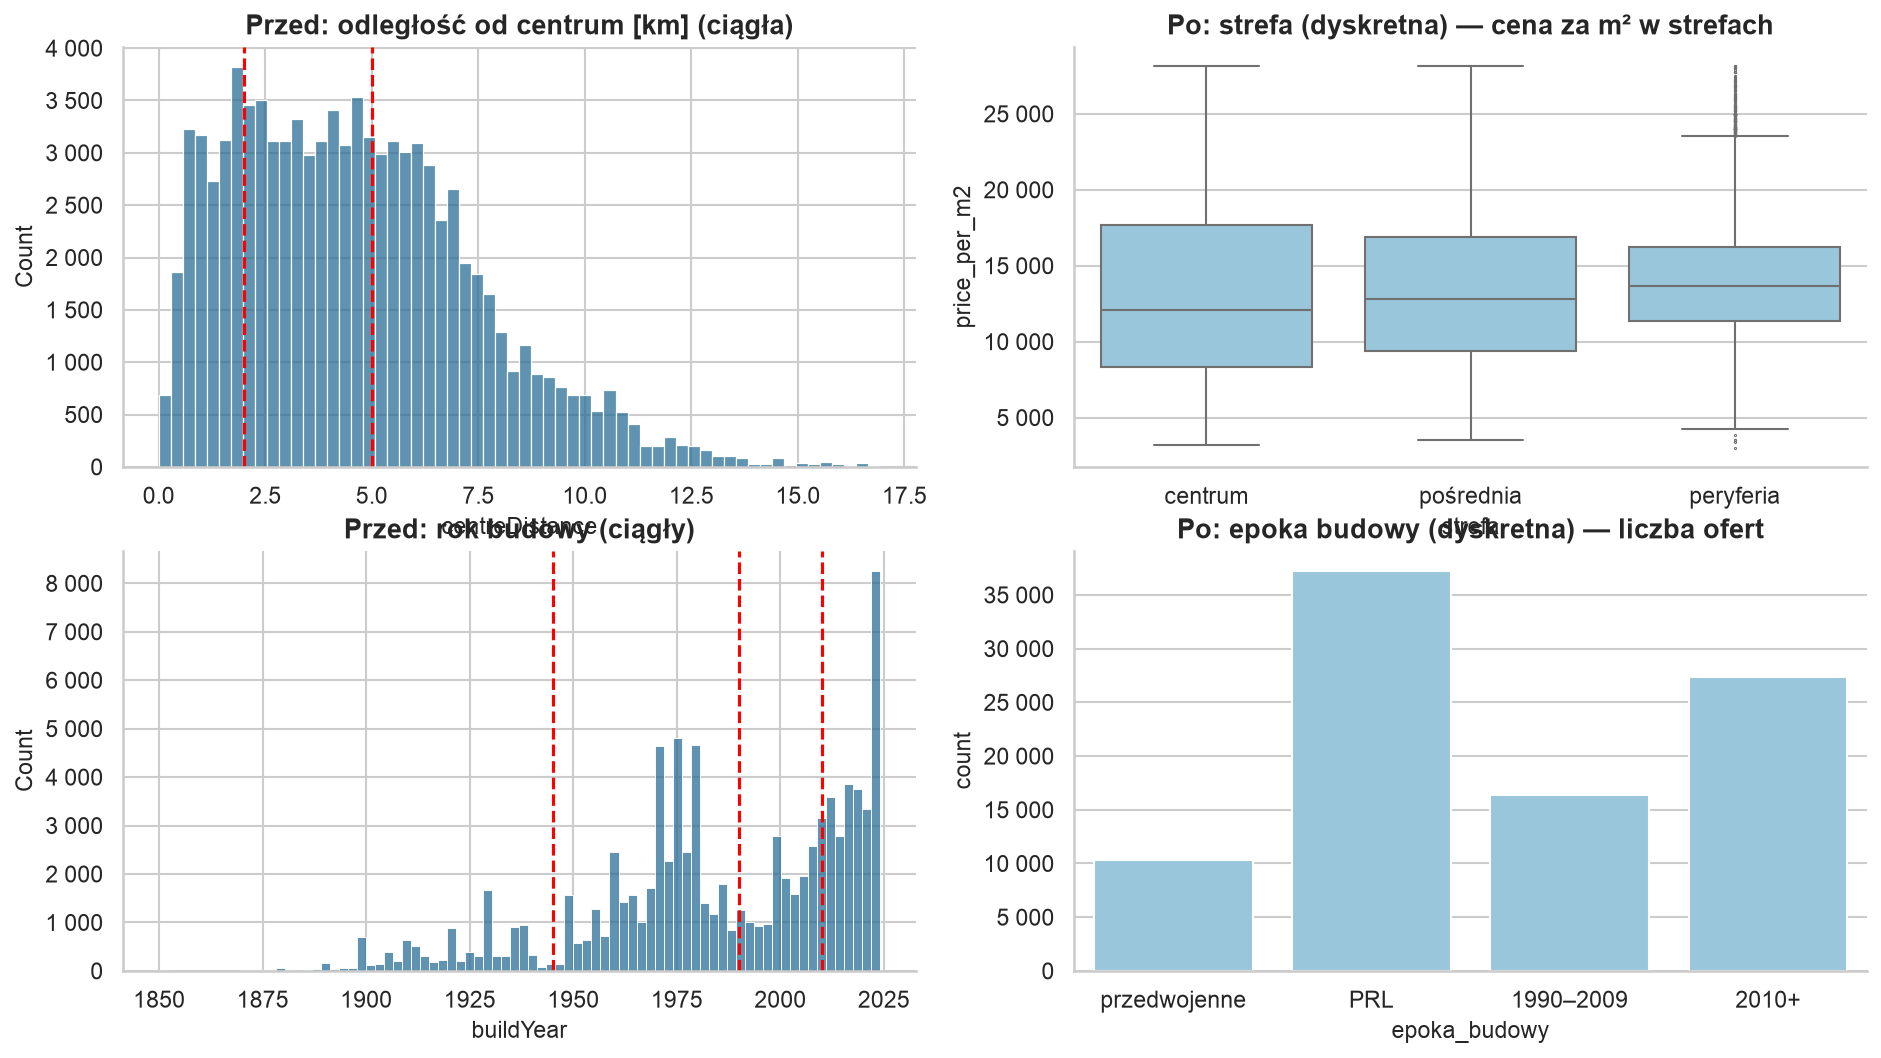 Przed: odległość od centrum [km] (ciągła)
4 000
3 500
3 000
2 500
2 000
1 500
1 000
500
0
Count
0.0 2.5 5.0 7.5 10.0 12.5 15.0 17.5
centreDistance
Po: strefa (dyskretna) — cena za m² w strefach
25 000
20 000
15 000
10 000
5 000
price_per_m2
centrum pośrednia peryferia
strefa
Przed: rok budowy (ciągły)
8 000
7 000
6 000
5 000
4 000
3 000
2 000
1 000
0
Count
1850 1875 1900 1925 1950 1975 2000 2025
buildYear
Po: epoka budowy (dyskretna) — liczba ofert
35 000
30 000
25 000
20 000
15 000
10 000
5 000
0
count
przedwojenne PRL 1990–2009 2010+
epoka_budowy